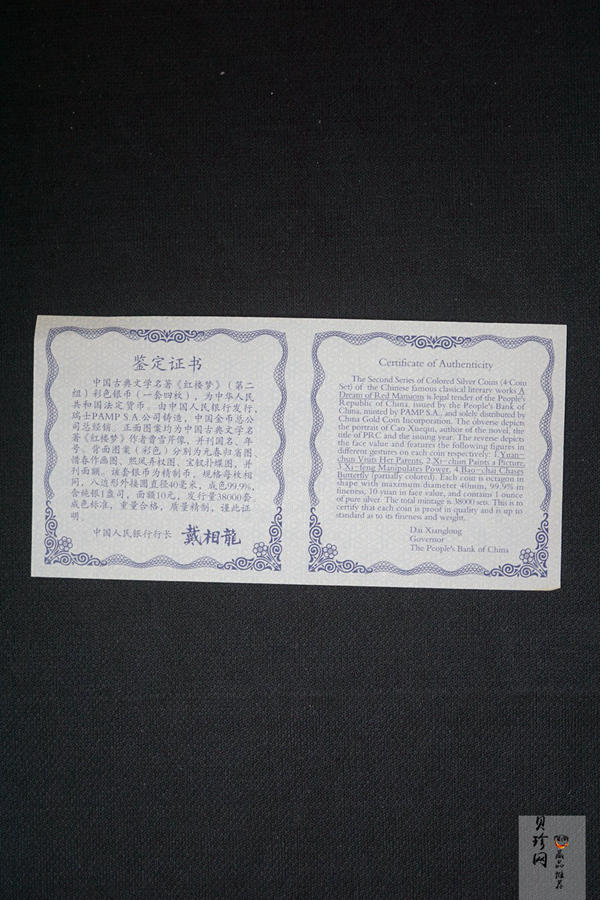 鉴定证书
中国古典文学名著《红楼梦》（第二
组）彩色银币（一套四枚），为中华人民
共和国法定货币。由中国人民银行发行，
瑞士PAMP S A 公司铸造，中国金币总公
司总经销。正面图案均为中国古典文学名
著《红楼梦》作者曹雪芹像，并刊国名、年
号。背面图案（彩色）分别为元春归省图、
惜春作画图、熙凤弄权图、宝钗扑蝶图，并
刊面额。该套银币为精制币，规格每枚相
同，八边形外接圆直径40毫米，成色99.9%，
含纯银1盎司，面额10元，发行量38000套。
成色标准，重量合格，质量精制，谨此证
明。
中国人民银行行长 戴相龍
Certificate of Authenticity
The Second Series of Colored Silver Coins (4-Coin
Set) of the Chinese famous classical literary works A
Dream of Red Mansions is legal tender of the People's
Republic of China, issued by the People's Bank of
China, minted by PAMP S.A., and solely distributed by
China Gold Coin Incorporation. The obverse depicts
the portrait of Cao Xueqin, author of the novel, the
title of PRC and the issuing year. The reverse depicts
the face value and features the following figures in
different gestures on each coin respectively: 1 Yuan-
chun Visits Her Parents, 2 Xi-chun Paints a Picture,
3 Xi-feng Manipulates Power, 4 Bao-chai Chases
Butterfly (partially colored). Each coin is octagon in
shape with maximum diameter 40mm, 99.9% in
fineness, 10 yuan in face value, and contains 1 ounce
of pure silver. The total mintage is 38000 sets. This is to
certify that each coin is proof in quality and is up to
standard as to its fineness and weight.
Dai Xianglong
Governor
The People's Bank of China
贝珍网
藏品推荐